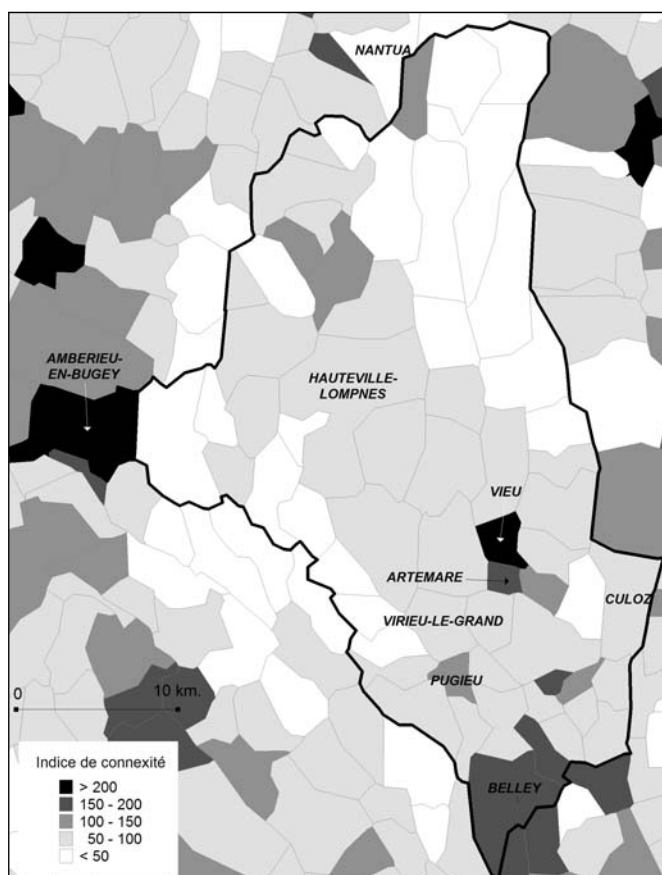 NANTUA
AMBERIEU-
EN-BUGEY
HAUTEVILLE-
LOMPNES
VIEU
ARTEMARE
CULOZ
VIRIEU-LE-GRAND
PUGIEU
0
10 km.
BELLEY
Indice de connexité
> 200
150 - 200
100 - 150
50 - 100
< 50